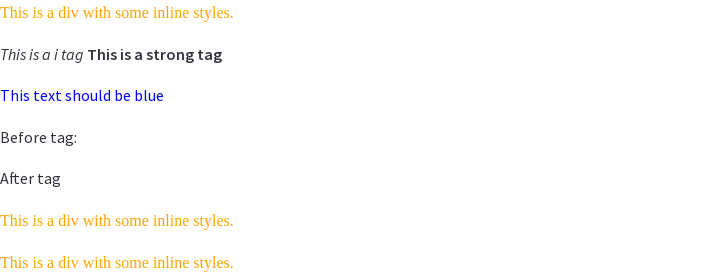 This is a div with some inline styles.
This is a i tag This is a strong tag
This text should be blue
Before tag:
After tag
This is a div with some inline styles.
This is a div with some inline styles.